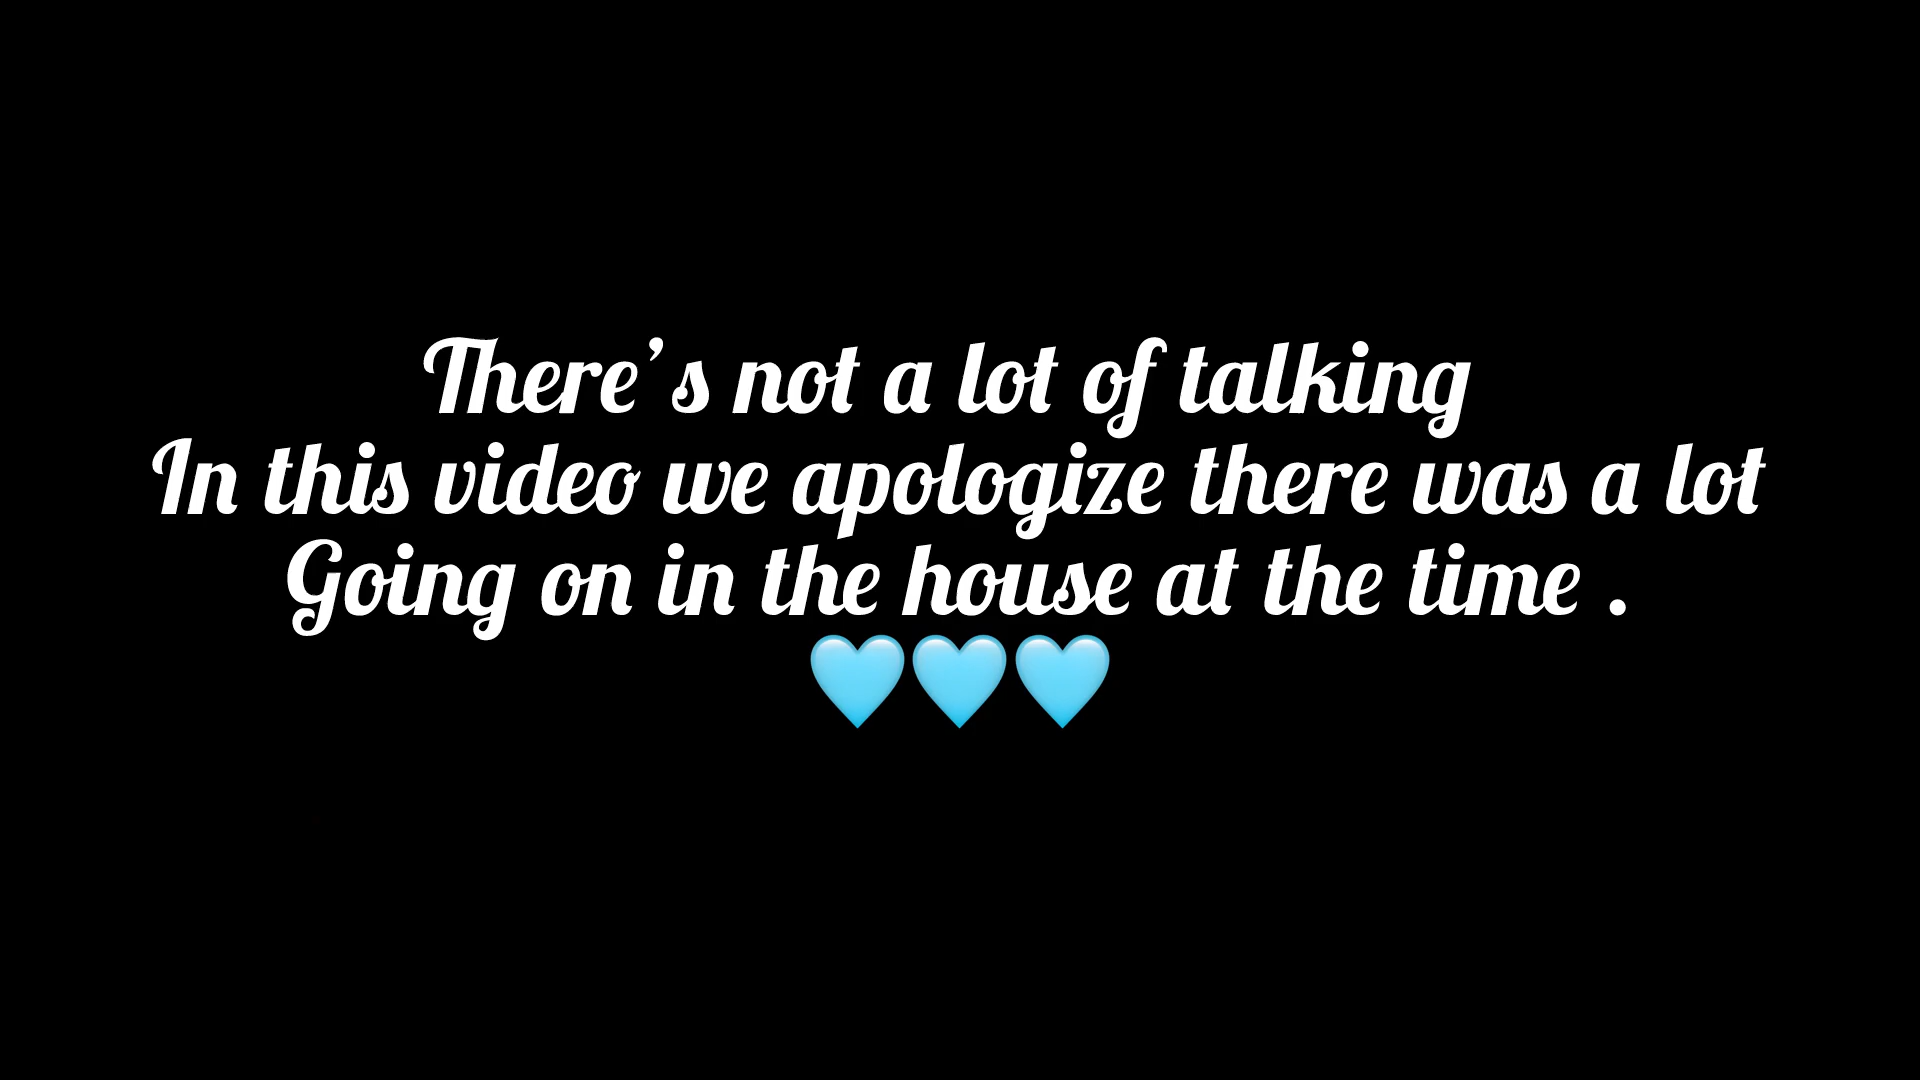 There’s not a lot of talking
In this video we apologize there was a lot
Going on in the house at the time .
🩵🩵🩵